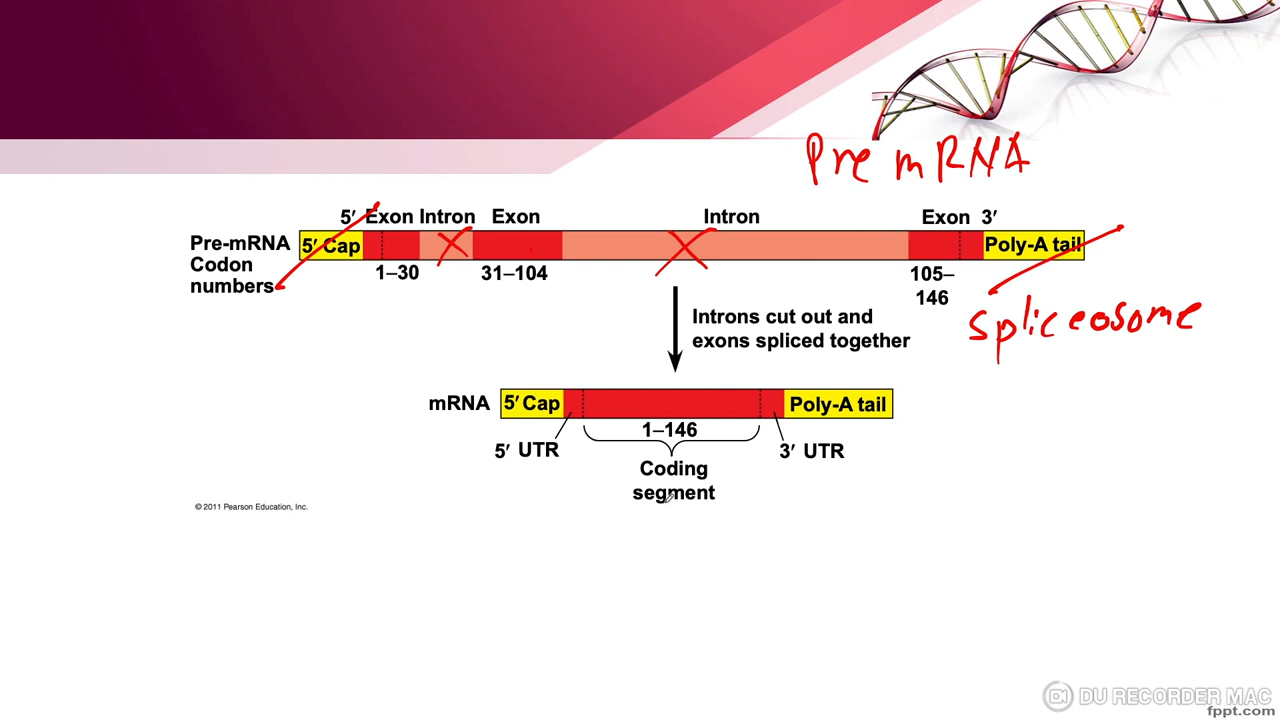 Pre mRNA
5′ Exon Intron Exon Intron Exon 3′
Pre-mRNA 5′ Cap Poly-A tail
Codon
numbers
1–30 31–104 105–
146
spliceosome
Introns cut out and
exons spliced together
mRNA 5′ Cap Poly-A tail
1–146
5′ UTR 3′ UTR
Coding
segment
© 2011 Pearson Education, Inc.
DU RECORDER MAC
fppt.com